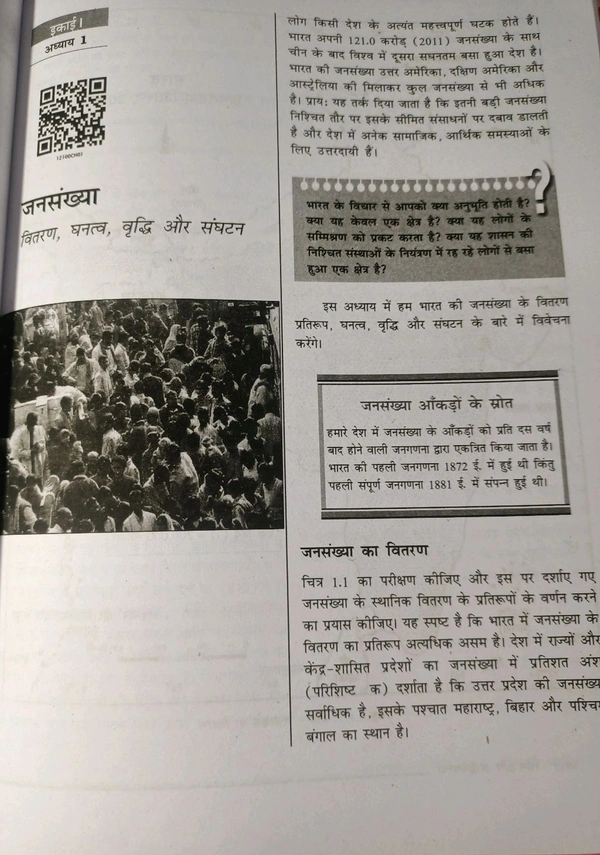 इकाई I
अध्याय 1
12100CH01
जनसंख्या
वितरण, घनत्व, वृद्धि और संघटन
लोग किसी देश के अत्यंत महत्त्वपूर्ण घटक होते हैं।
भारत अपनी 121.0 करोड़ (2011) जनसंख्या के साथ
चीन के बाद विश्व में दूसरा सघनतम बसा हुआ देश है।
भारत की जनसंख्या उत्तर अमेरिका, दक्षिण अमेरिका और
आस्ट्रेलिया की मिलाकर कुल जनसंख्या से भी अधिक
है। प्राय: यह तर्क दिया जाता है कि इतनी बड़ी जनसंख्या
निश्चित तौर पर इसके सीमित संसाधनों पर दबाव डालती
है और देश में अनेक सामाजिक, आर्थिक समस्याओं के
लिए उत्तरदायी हैं।
भारत के विचार से आपको क्या अनुभूति होती है?
क्या यह केवल एक क्षेत्र है? क्या यह लोगों के
सम्मिश्रण को प्रकट करता है? क्या यह शासन की
निश्चित संस्थाओं के नियंत्रण में रह रहे लोगों से बसा
हुआ एक क्षेत्र है?
इस अध्याय में हम भारत की जनसंख्या के वितरण
प्रतिरूप, घनत्व, वृद्धि और संघटन के बारे में विवेचना
करेंगे।
जनसंख्या आँकड़ों के स्रोत
हमारे देश में जनसंख्या के आँकड़ों को प्रति दस वर्ष
बाद होने वाली जनगणना द्वारा एकत्रित किया जाता है।
भारत की पहली जनगणना 1872 ई. में हुई थी किंतु
पहली संपूर्ण जनगणना 1881 ई. में संपन्न हुई थी।
जनसंख्या का वितरण
चित्र 1.1 का परीक्षण कीजिए और इस पर दर्शाए गए
जनसंख्या के स्थानिक वितरण के प्रतिरूपों के वर्णन करने
का प्रयास कीजिए। यह स्पष्ट है कि भारत में जनसंख्या के
वितरण का प्रतिरूप अत्यधिक असम है। देश में राज्यों और
केंद्र-शासित प्रदेशों का जनसंख्या में प्रतिशत अंश
(परिशिष्ट क) दर्शाता है कि उत्तर प्रदेश की जनसंख्
सर्वाधिक है, इसके पश्चात महाराष्ट्र, बिहार और पश्चिम
बंगाल का स्थान है।